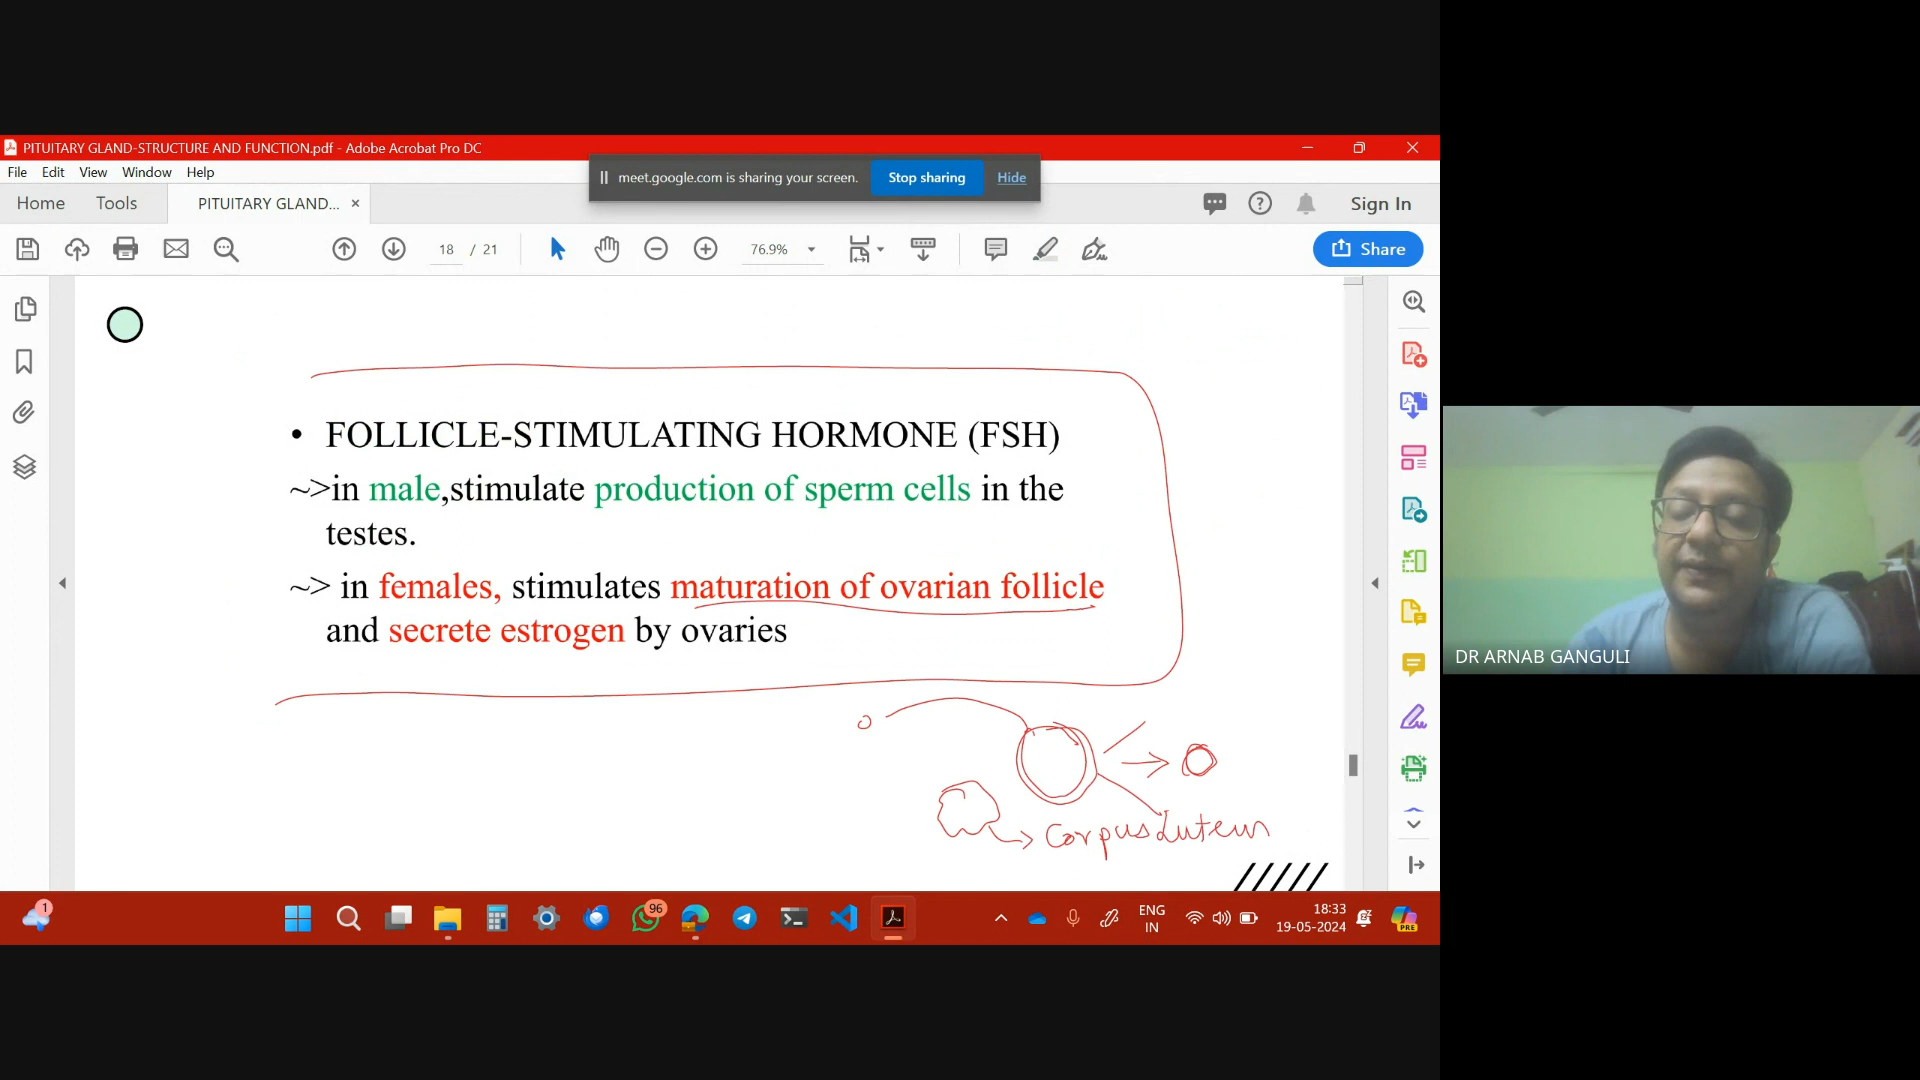 PITUITARY GLAND-STRUCTURE AND FUNCTION.pdf - Adobe Acrobat Pro DC
File Edit View Window Help
meet.google.com is sharing your screen. Stop sharing Hide
Home Tools PITUITARY GLAND... × Sign In
18 / 21 76.9% Share
• FOLLICLE-STIMULATING HORMONE (FSH)
~>in male,stimulate production of sperm cells in the
testes.
~> in females, stimulates maturation of ovarian follicle
and secrete estrogen by ovaries
Corpus Luteum
DR ARNAB GANGULI
1
96
ENG
IN
18:33
19-05-2024
PRE